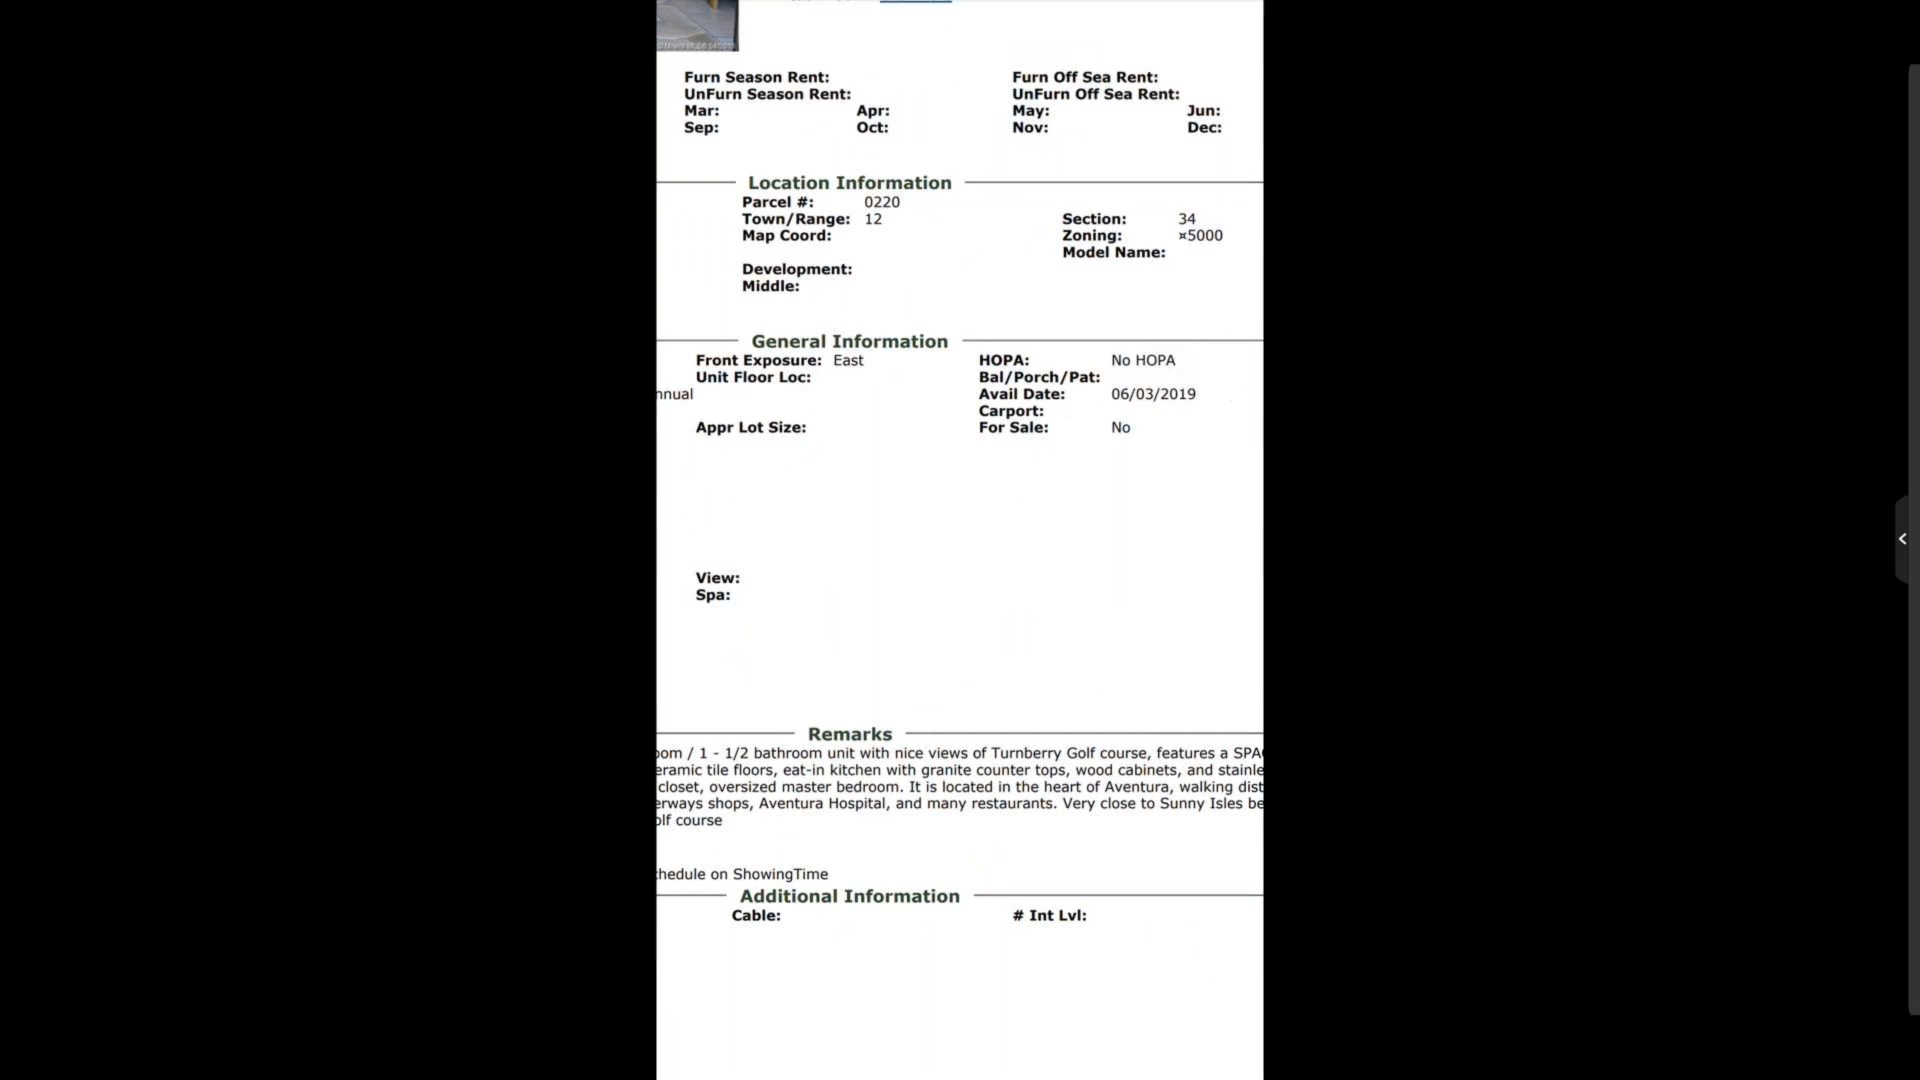 Furn Season Rent: Furn Off Sea Rent:
UnFurn Season Rent: UnFurn Off Sea Rent:
Mar: Apr: May: Jun:
Sep: Oct: Nov: Dec:
Location Information
Parcel #: 0220
Town/Range: 12 Section: 34
Map Coord: Zoning: ¤5000
Model Name:
Development:
Middle:
General Information
Front Exposure: East HOPA: No HOPA
Unit Floor Loc: Bal/Porch/Pat:
nnual Avail Date: 06/03/2019
Carport:
Appr Lot Size: For Sale: No
View:
Spa:
Remarks
oom / 1 - 1/2 bathroom unit with nice views of Turnberry Golf course, features a SPA
eramic tile floors, eat-in kitchen with granite counter tops, wood cabinets, and stainle
closet, oversized master bedroom. It is located in the heart of Aventura, walking dist
erways shops, Aventura Hospital, and many restaurants. Very close to Sunny Isles be
olf course
chedule on ShowingTime
Additional Information
Cable: # Int Lvl: